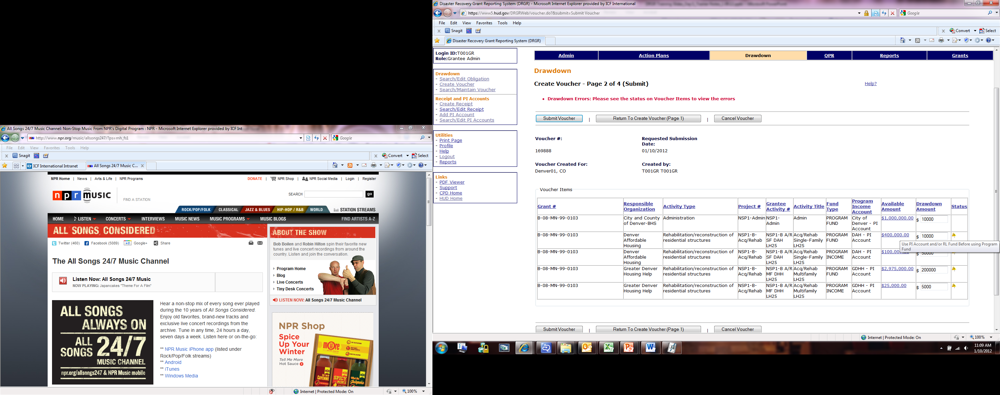 All Songs 24/7 Music Channel: Non-Stop Music From NPR's Digital Program : NPR - Microsoft Internet Explorer provided by ICF Int
http://www.npr.org/music/allsongs247/?ps=mh_fs1
Google
File Edit View Favorites Tools Help
x Snagit
x Convert Select
ICF International Intranet
All Songs 24/7 Music C... X
NPR Home | News | Arts & Life | NPR Programs
DONATE | NPR Shop | NPR Social Media | Login | Register
npr music
FIND A STATION
SEARCH go
ROCK/POP/FOLK CLASSICAL JAZZ & BLUES HIP-HOP / R&B WORLD STATION STREAMS
HOME LISTEN CONCERTS INTERVIEWS MUSIC NEWS MUSIC PROGRAMS MUSIC BLOGS FIND ARTISTS A-Z
ALL SONGS CONSIDERED
Twitter (460) Facebook (5089) +1 Google+ Share
The All Songs 24/7 Music Channel
Listen Now: All Songs 24/7 Music
NOW PLAYING: Japancakes "Theme For A Film"
ALL SONGS
ALWAYS ON
ALL
SONGS 24/7
MUSIC CHANNEL
npr.org/allsongs247 & NPR Music mobile
Hear a non-stop mix of every song ever played
during the 10 years of All Songs Considered.
Enjoy old favorites, brand-new tracks and
exclusive live concert recordings from the
archive. Tune in any time, 24 hours a day,
seven days a week. Listen here or on-the-go:
** NPR Music iPhone app (listed under
Rock/Pop/Folk streams)
** Android
** iTunes
** Windows Media
ABOUT THE SHOW
Bob Boilen and Robin Hilton spin their favorite new
tunes and live concert recordings from around the
country. Listen and join the conversation.
Program Home
Blog
Live Concerts
Tiny Desk Concerts
LISTEN NOW: All Songs 24/7 Music Channel
NPR Shop
Spice
Up Your
Winter
Tell Me More
Hot Sauce
more
CAYENNE
SPICY
MOM'S
Jalapeño
Internet | Protected Mode: On
100%
Disaster Recovery Grant Reporting System (DRGR) - Microsoft Internet Explorer provided by ICF International
https://www5.hud.gov/DRGRWeb/voucher.do?&submit=Submit Voucher
Google
File Edit View Favorites Tools Help
x Snagit
x Convert Select
Disaster Recovery Grant Reporting System (DRGR)
Login ID:T001GR
Role:Grantee Admin
Drawdown
- Search/Edit Obligation
- Create Voucher
- Search/Maintain Voucher
Receipt and PI Accounts
- Create Receipt
- Search/Edit Receipt
- Add PI Account
- Search/Edit PI Accounts
Utilities
- Print Page
- Profile
- Help
- Logout
- Reports
Links
- PDF Viewer
- Support
- CPD Home
- HUD Home
Admin Action Plans Drawdown QPR Reports Grants
Drawdown
Create Voucher - Page 2 of 4 (Submit)
Help?
• Drawdown Errors: Please see the status on Voucher Items to view the errors
Submit Voucher | Return To Create Voucher (Page 1) | Cancel Voucher
Voucher #:
169888
Requested Submission
Date:
01/10/2012
Voucher Created For:
Denver01, CO
Created by:
T001GR T001GR
Voucher Items
Grant # Responsible Organization Activity Type Project # Grantee Activity # Activity Title Fund Type Program Income Account Available Amount Drawdown Amount Status
B-08-MN-99-0103 City and County of Denver-BHS Administration NSP1-Admin NSP1-Admin Admin PROGRAM FUND City of Denver - PI Account $1,000,000.00 $ 10000
B-08-MN-99-0103 Denver Affordable Housing Rehabilitation/reconstruction of residential structures NSP1-B-Acq/Rehab NSP1-B A/R SF DAH LH25 Acq/Rehab Single-Family LH25 PROGRAM FUND DAH - PI Account $400,000.00 $ 10000
Use PI Account and/or RL Fund Before using Program
Fund
B-08-MN-99-0103 Denver Affordable Housing Rehabilitation/reconstruction of residential structures NSP1-B-Acq/Rehab NSP1-B A/R SF DAH LH25 Acq/Rehab Single-Family LH25 PROGRAM INCOME DAH - PI Account $
B-08-MN-99-0103 Greater Denver Housing Help Rehabilitation/reconstruction of residential structures NSP1-B-Acq/Rehab NSP1-B A/R MF DHH LH25 Acq/Rehab Multifamily LH25 PROGRAM FUND GDHH - PI Account $2,975,000.00 $ 200000
B-08-MN-99-0103 Greater Denver Housing Help Rehabilitation/reconstruction of residential structures NSP1-B-Acq/Rehab NSP1-B A/R MF DHH LH25 Acq/Rehab Multifamily LH25 PROGRAM INCOME GDHH - PI Account $25,000.00 $ 5000
Submit Voucher | Return To Create Voucher (Page 1) | Cancel Voucher
Internet | Protected Mode: On
100%
11:09 AM
1/10/2012